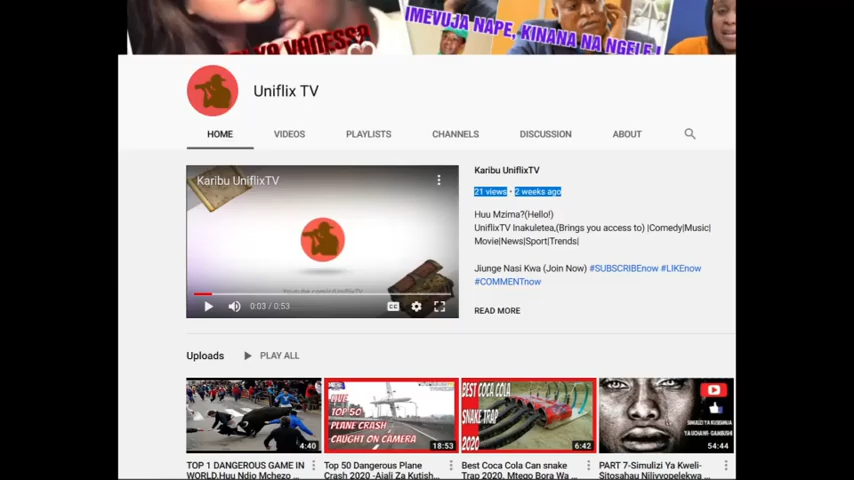 VANESSA
IMEVUJA NAPE, KINANA NA NGELE!
Uniflix TV
HOME VIDEOS PLAYLISTS CHANNELS DISCUSSION ABOUT
Karibu UniflixTV
Karibu UniflixTV
21 views • 2 weeks ago
Huu Mzima?(Hello!)
UniflixTV Inakuletea,(Brings you access to) |Comedy|Music|
Movie|News|Sport|Trends|
Jiunge Nasi Kwa (Join Now) #SUBSCRIBEnow #LIKEnow
#COMMENTnow
0:03 / 0:53
READ MORE
Uploads PLAY ALL
4:40
LIVE
TOP 50
PLANE CRASH
CAUGHT ON CAMERA
18:53
BEST COCA COLA
SNAKE TRAP
2020
6:42
SIMULIZI YA KUSISIMUA
54:44
TOP 1 DANGEROUS GAME IN
WORLD,Huu Ndio Mchezo ...
Top 50 Dangerous Plane
Crash 2020 -Ajali Za Kutish...
Best Coca Cola Can snake
Trap 2020, Mtego Bora Wa ...
PART 7-Simulizi Ya Kweli-
Sitosahau Nilivyopelekwa ...